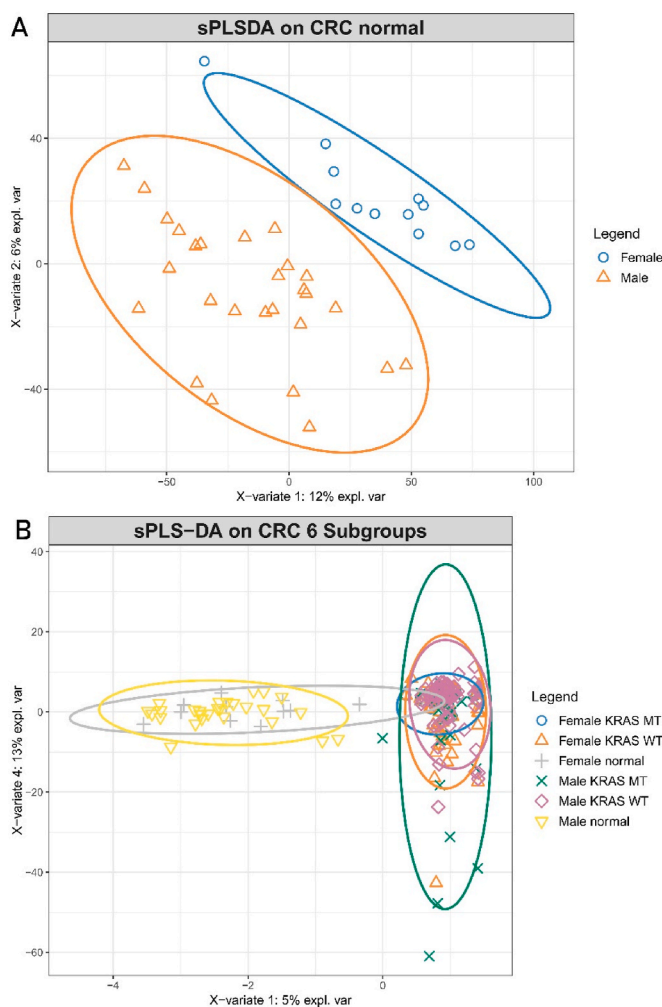 A
sPLSDA on CRC normal
40
0
−40
X-variate 2: 6% expl. var
−50
0
50
100
X-variate 1: 12% expl. var
Legend
Female
Male
B
sPLS−DA on CRC 6 Subgroups
40
20
0
−20
−40
−60
X-variate 4: 13% expl. var
−4
−2
0
X-variate 1: 5% expl. var
Legend
Female KRAS MT
Female KRAS WT
Female normal
Male KRAS MT
Male KRAS WT
Male normal